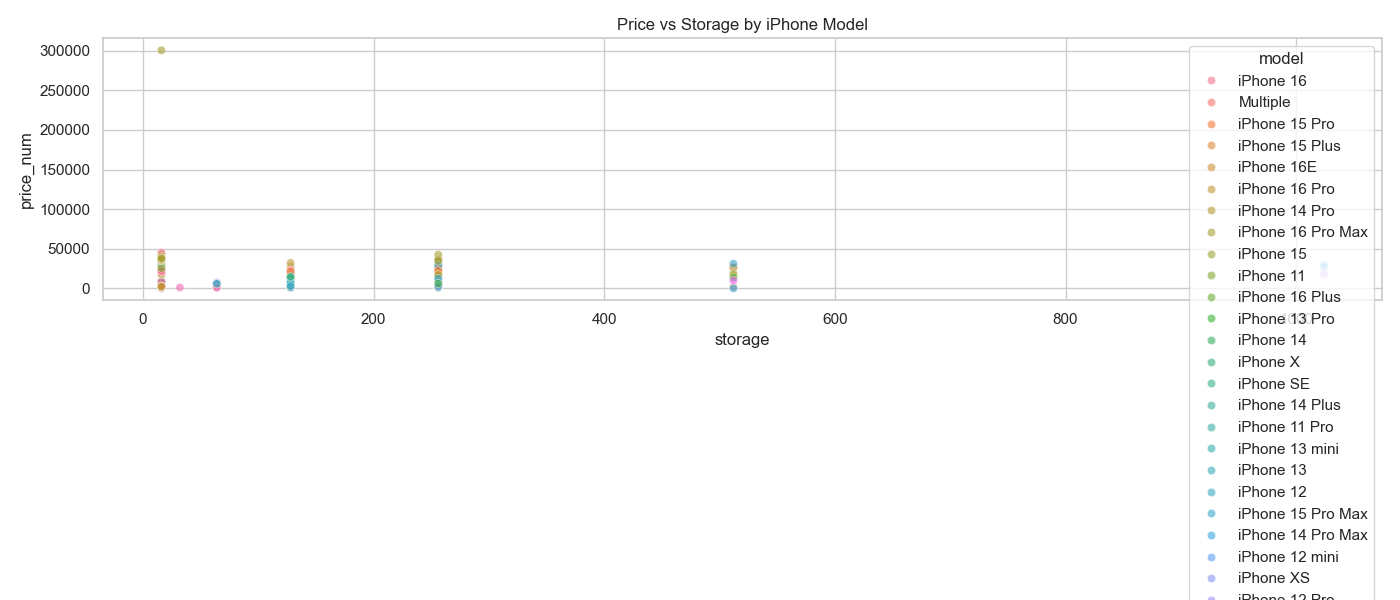 Price vs Storage by iPhone Model
300000
250000
200000
150000
100000
50000
0
price_num
0
200
400
600
800
1000
storage
model
iPhone 16
Multiple
iPhone 15 Pro
iPhone 15 Plus
iPhone 16E
iPhone 16 Pro
iPhone 14 Pro
iPhone 16 Pro Max
iPhone 15
iPhone 11
iPhone 16 Plus
iPhone 13 Pro
iPhone 14
iPhone X
iPhone SE
iPhone 14 Plus
iPhone 11 Pro
iPhone 13 mini
iPhone 13
iPhone 12
iPhone 15 Pro Max
iPhone 14 Pro Max
iPhone 12 mini
iPhone XS
iPhone 12 Pro